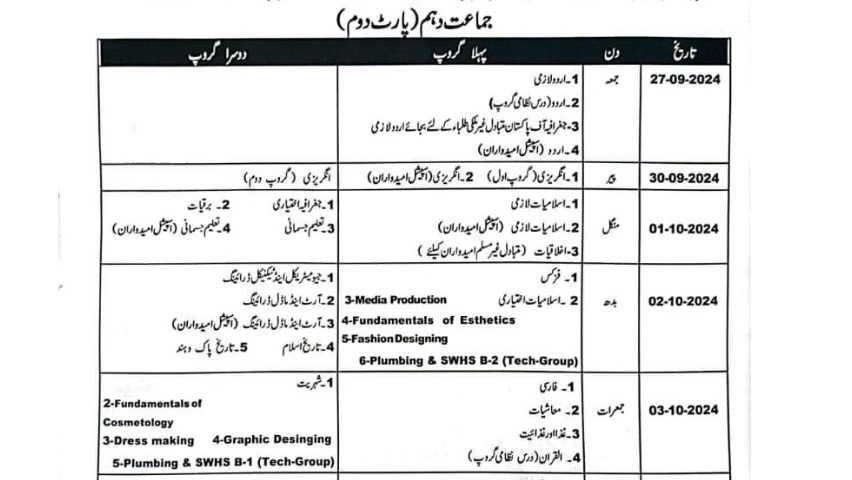 جماعت دہم (پارٹ دوم)
تاریخ دن پہلا گروپ دوسرا گروپ
27-09-2024 جمعہ
1۔ اردو لازمی
2۔ اردو (درس نظامی گروپ)
3۔ جغرافیہ آف پاکستان متبادل غیر ملکی طلباء کے لئے بجائے اردو لازمی
4۔ اردو (اسپیشل امیدواران)
30-09-2024 پیر 1۔ انگریزی (گروپ اول) 2۔ انگریزی (اسپیشل امیدواران) انگریزی (گروپ دوم)
01-10-2024 منگل
1۔ اسلامیات لازمی
2۔ اسلامیات لازمی (اسپیشل امیدواران)
3۔ اخلاقیات (متبادل غیر مسلم امیدواران کیلئے)
1۔ جغرافیہ اختیاری 2۔ برقیات
3۔ تعلیم جسمانی 4۔ تعلیم جسمانی (اسپیشل امیدواران)
02-10-2024 بدھ
1۔ فزکس
2۔ اسلامیات اختیاری 3-Media Production
4-Fundamentals of Esthetics
5-Fashion Designing
6-Plumbing & SWHS B-2 (Tech-Group)
1۔ جیومیٹریکل اینڈ ٹیکنیکل ڈرائینگ
2۔ آرٹ اینڈ ماڈل ڈرائینگ
3۔ آرٹ اینڈ ماڈل ڈرائینگ (اسپیشل امیدواران)
4۔ تاریخ اسلام 5۔ تاریخ پاک و ہند
03-10-2024 جمعرات
1۔ فارسی
2۔ معاشیات
3۔ غذا اور غذائیت
4۔ القران (درس نظامی گروپ)
1۔ شہریت
2-Fundamentals of
Cosmetology
3-Dress making 4-Graphic Desinging
5-Plumbing & SWHS B-1 (Tech-Group)